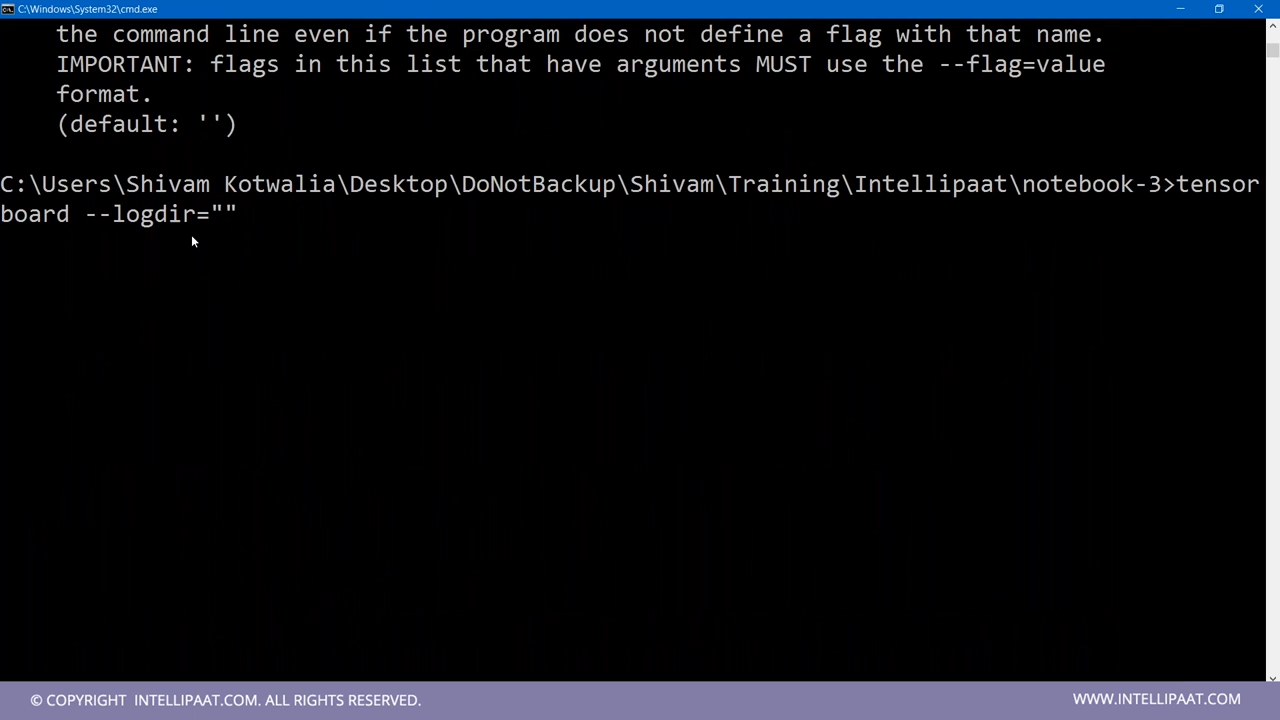 C:\Windows\System32\cmd.exe
the command line even if the program does not define a flag with that name.
IMPORTANT: flags in this list that have arguments MUST use the --flag=value
format.
(default: '')
C:\Users\Shivam Kotwalia\Desktop\DoNotBackup\Shivam\Training\Intellipaat\notebook-3>tensor
board --logdir=""
© COPYRIGHT INTELLIPAAT.COM. ALL RIGHTS RESERVED.
WWW.INTELLIPAAT.COM